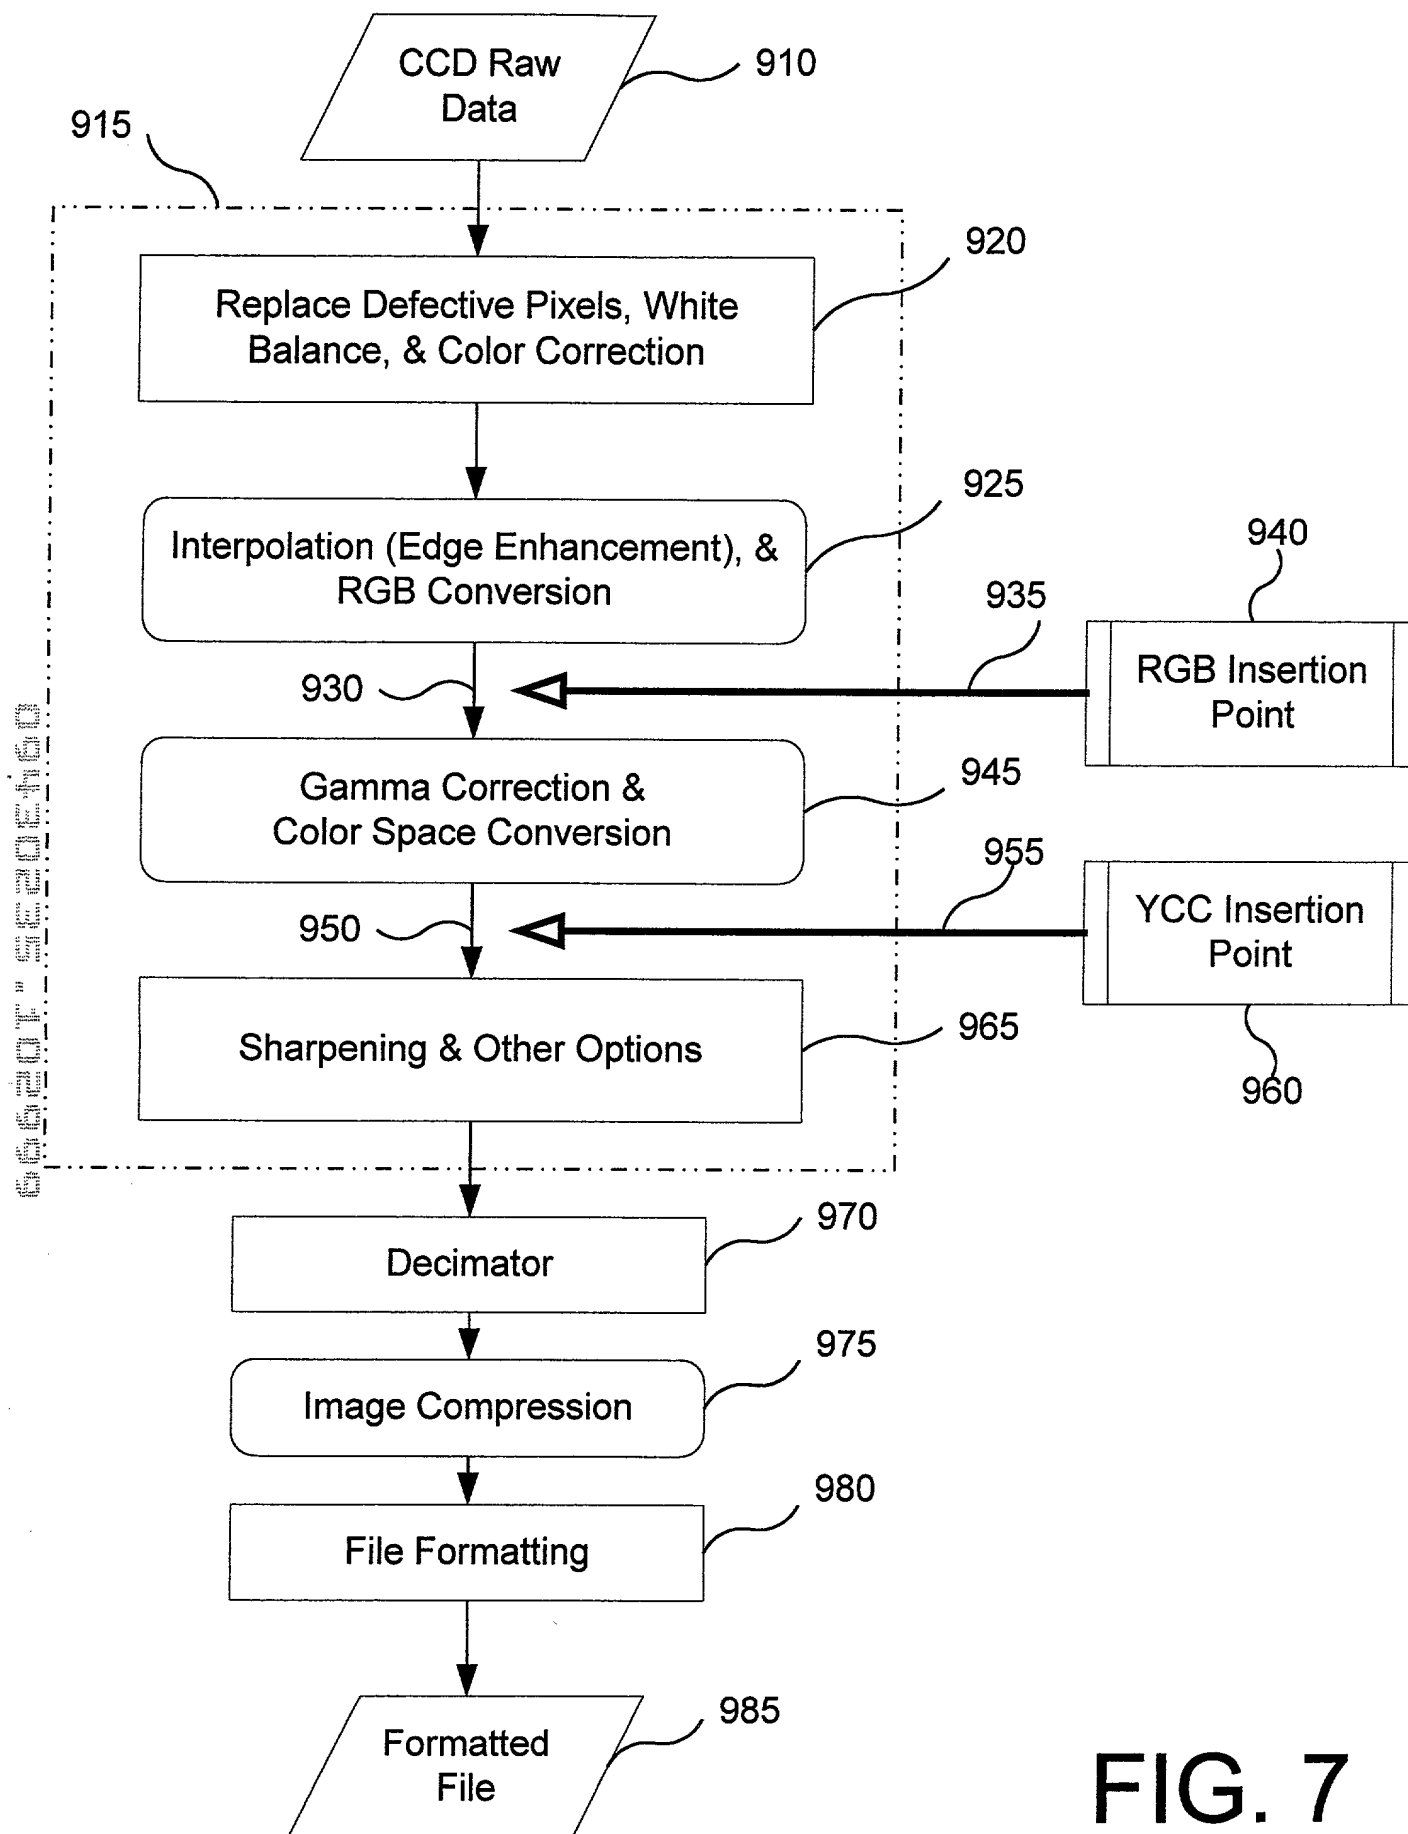 CCD Raw
Data
910
915
920
Replace Defective Pixels, White
Balance, & Color Correction
925
Interpolation (Edge Enhancement), &
RGB Conversion
940
935
RGB Insertion
Point
930
945
Gamma Correction &
Color Space Conversion
955
YCC Insertion
Point
950
960
965
Sharpening & Other Options
970
Decimator
975
Image Compression
980
File Formatting
985
Formatted
File
FIG. 7